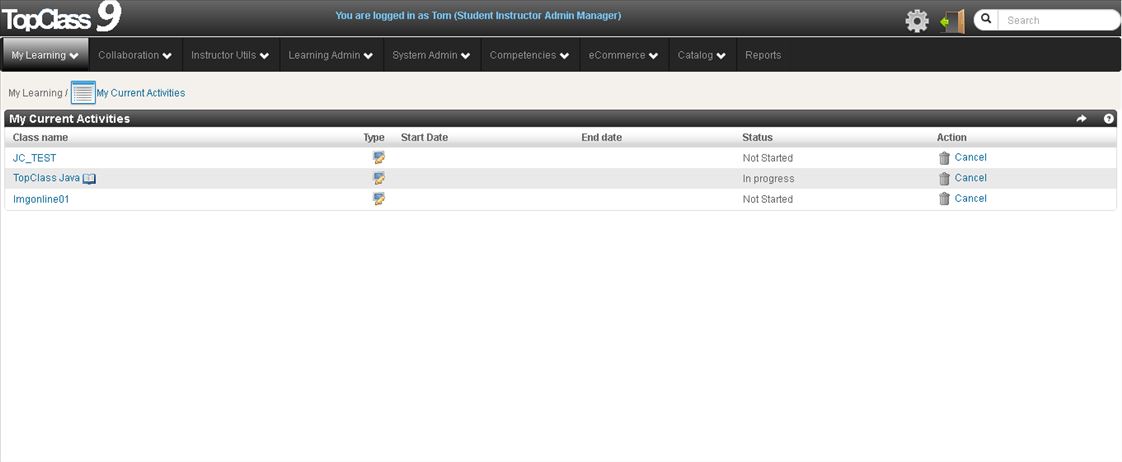 TopClass 9
You are logged in as Tom (Student Instructor Admin Manager)
Search
My Learning Collaboration Instructor Utils Learning Admin System Admin Competencies eCommerce Catalog Reports
My Learning / My Current Activities
My Current Activities
Class name Type Start Date End date Status Action
JC_TEST Not Started Cancel
TopClass Java In progress Cancel
lmgonline01 Not Started Cancel